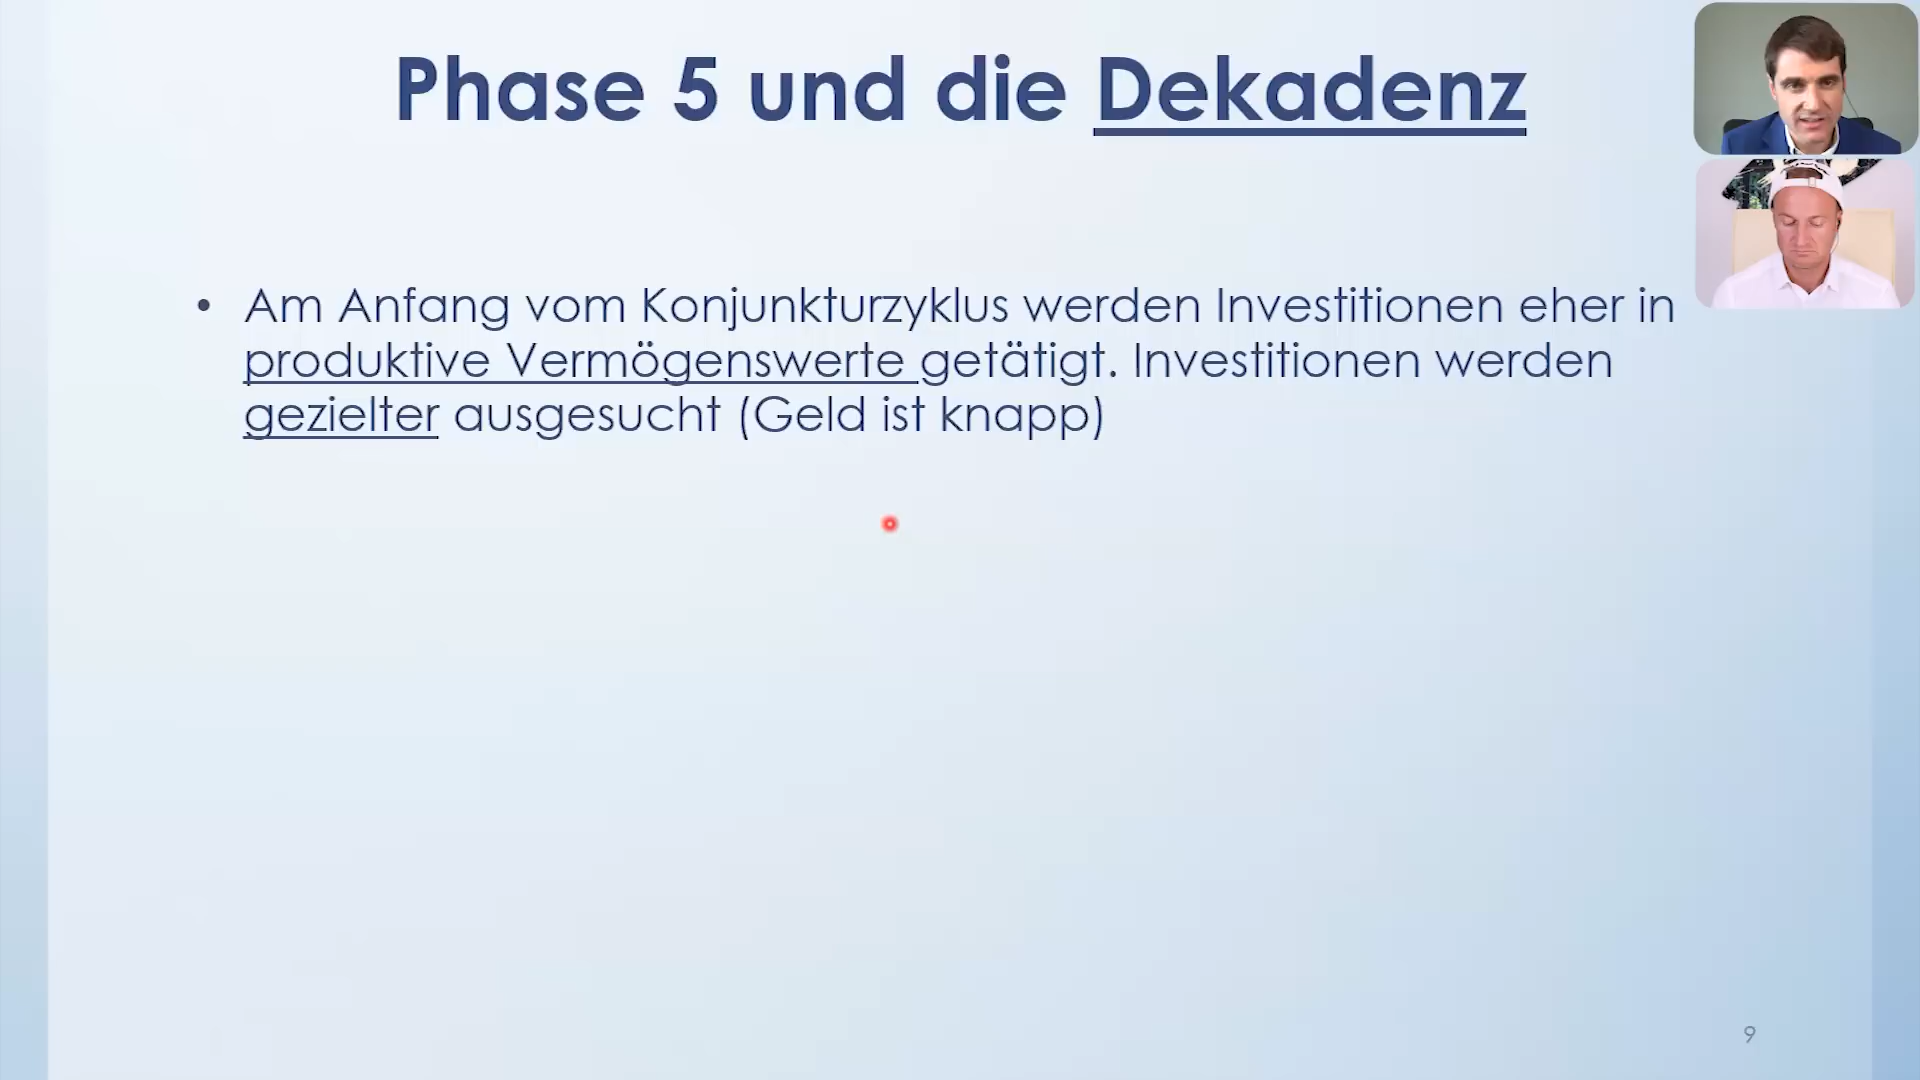 Phase 5 und die Dekadenz
• Am Anfang vom Konjunkturzyklus werden Investitionen eher in
produktive Vermögenswerte getätigt. Investitionen werden
gezielter ausgesucht (Geld ist knapp)
9